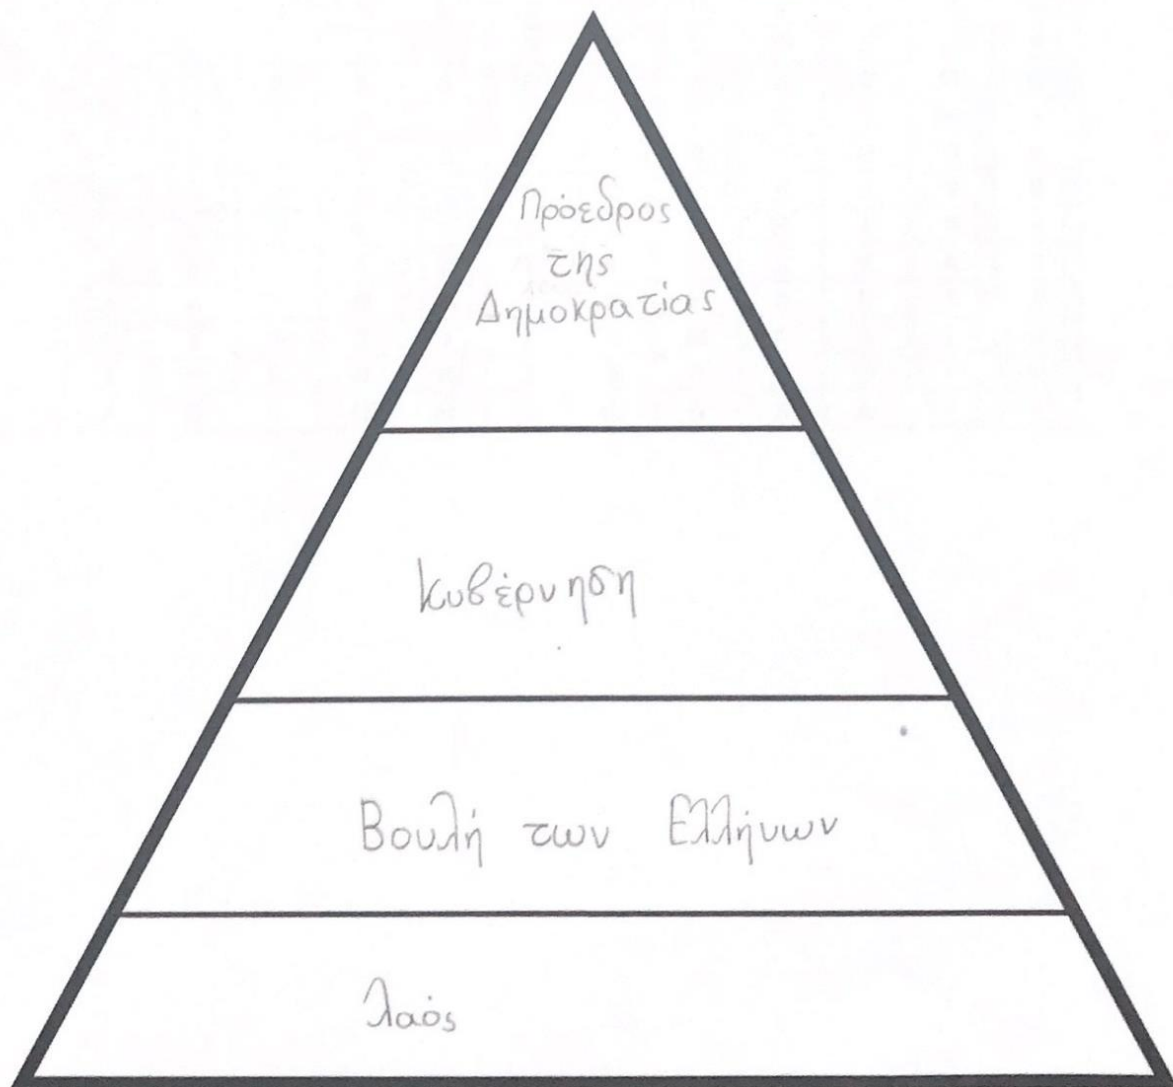 Πρόεδρος
της
Δημοκρατίας
Κυβέρνηση
Βουλή των Ελλήνων
λαός